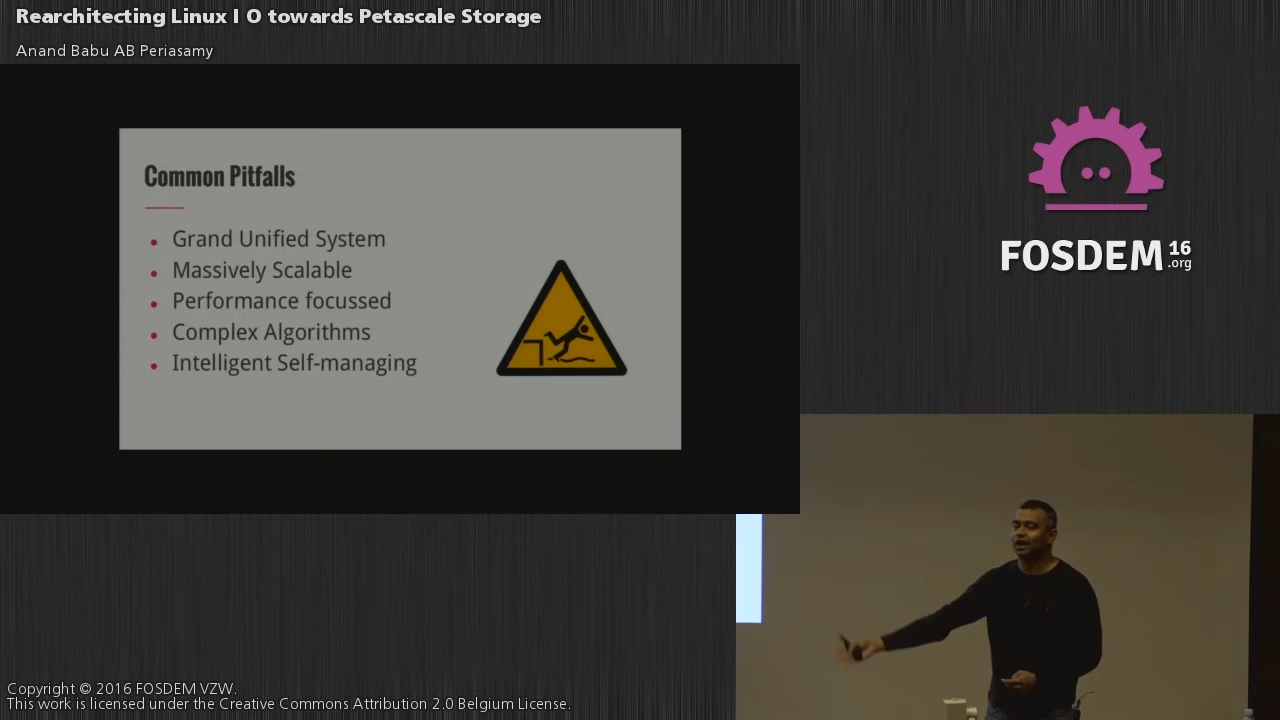 Rearchitecting Linux I O towards Petascale Storage
Anand Babu AB Periasamy
Common Pitfalls
• Grand Unified System
• Massively Scalable
• Performance focussed
• Complex Algorithms
• Intelligent Self-managing
FOSDEM 16 .org
Copyright © 2016 FOSDEM VZW.
This work is licensed under the Creative Commons Attribution 2.0 Belgium License.